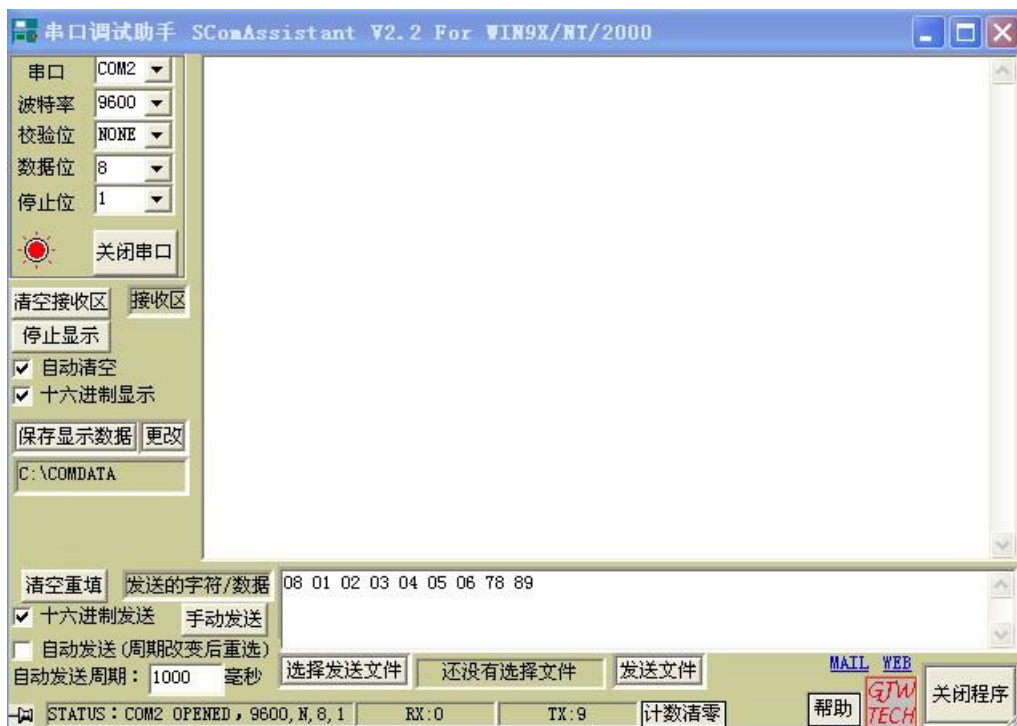 串口调试助手 SComAssistant V2.2 For WIN9X/NT/2000
串口 COM2
波特率 9600
校验位 NONE
数据位 8
停止位 1
关闭串口
清空接收区 接收区
停止显示
自动清空
十六进制显示
保存显示数据 更改
C:\COMDATA
清空重填 发送的字符/数据 08 01 02 03 04 05 06 78 89
十六进制发送 手动发送
自动发送(周期改变后重选)
自动发送周期: 1000 毫秒 选择发送文件 还没有选择文件 发送文件 MAIL WEB
STATUS:COM2 OPENED,9600,N,8,1 RX:0 TX:9 计数清零 帮助 GJW TECH 关闭程序